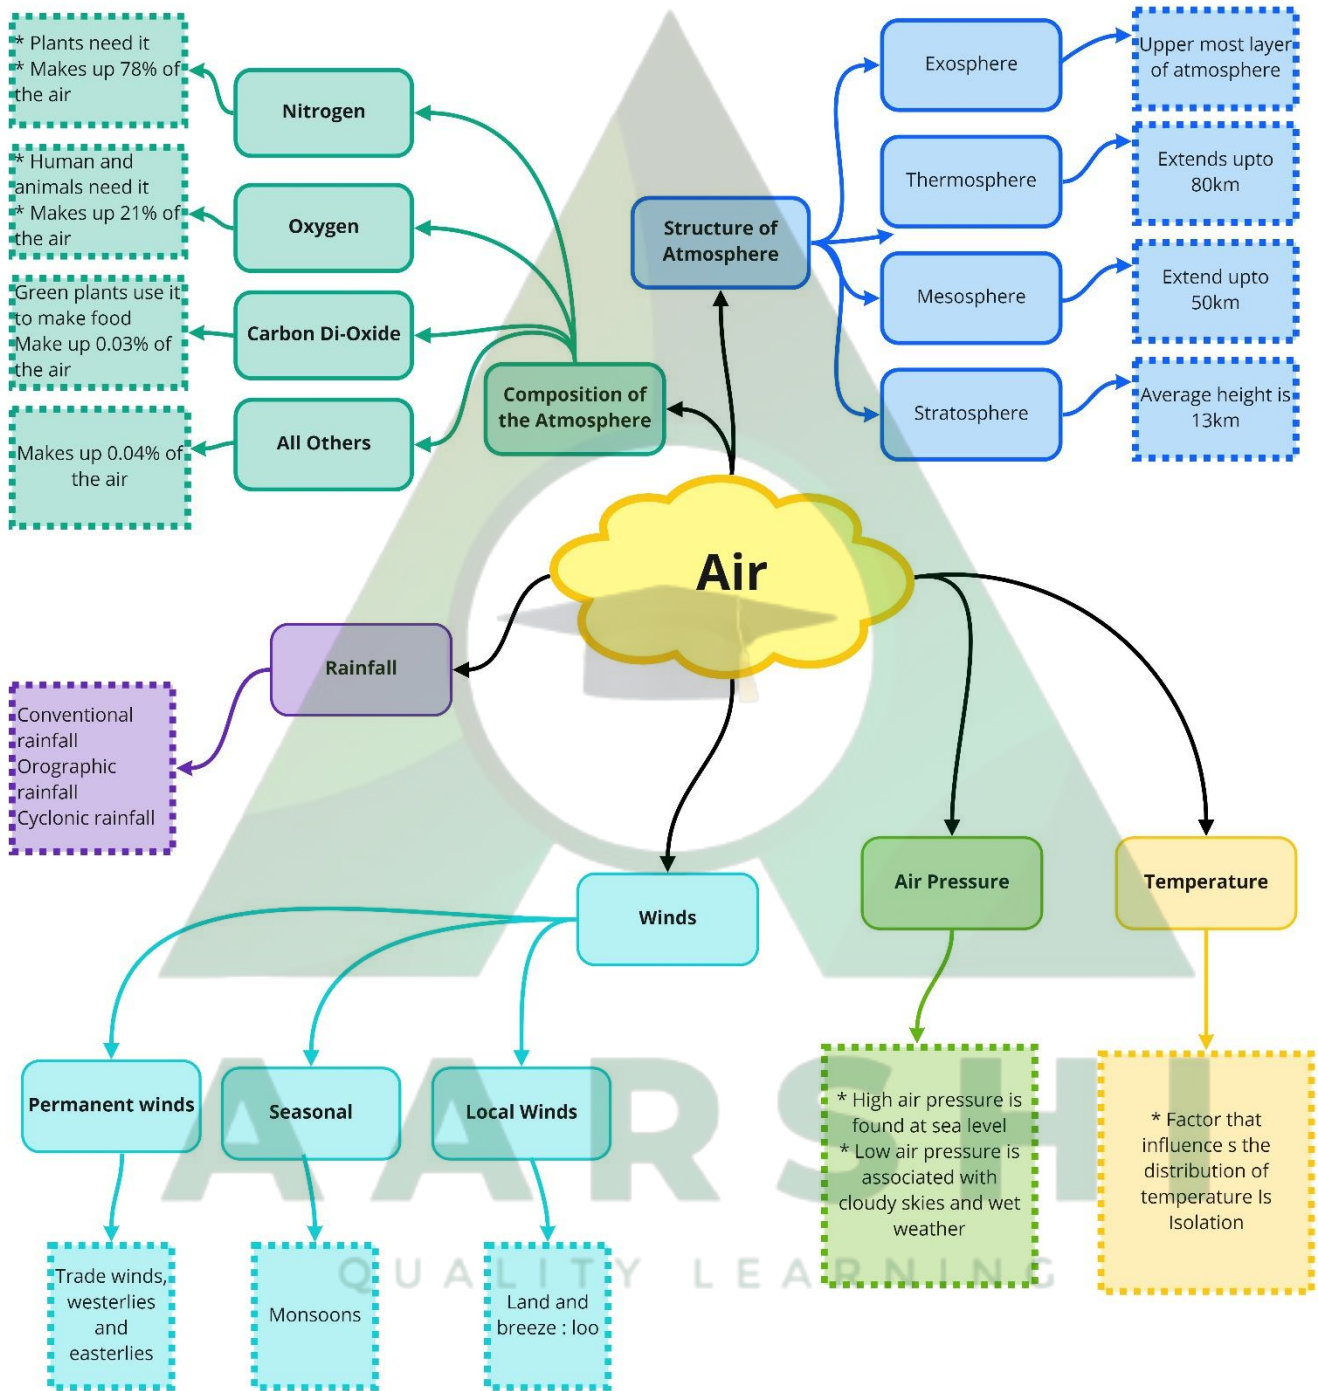 * Plants need it
* Makes up 78% of
the air
Nitrogen
* Human and
animals need it
* Makes up 21% of
the air
Oxygen
Green plants use it
to make food
Make up 0.03% of
the air
Carbon Di-Oxide
Makes up 0.04% of
the air
All Others
Composition of
the Atmosphere
Structure of
Atmosphere
Exosphere
Upper most layer
of atmosphere
Thermosphere
Extends upto
80km
Mesosphere
Extend upto
50km
Stratosphere
Average height is
13km
Air
Rainfall
Conventional
rainfall
Orographic
rainfall
Cyclonic rainfall
Winds
Air Pressure
Temperature
Permanent winds
Seasonal
Local Winds
Trade winds,
westerlies
and
easterlies
Monsoons
Land and
breeze : loo
* High air pressure is
found at sea level
* Low air pressure is
associated with
cloudy skies and wet
weather
* Factor that
influence s the
distribution of
temperature Is
Isolation
AARSHI
QUALITY LEARNING